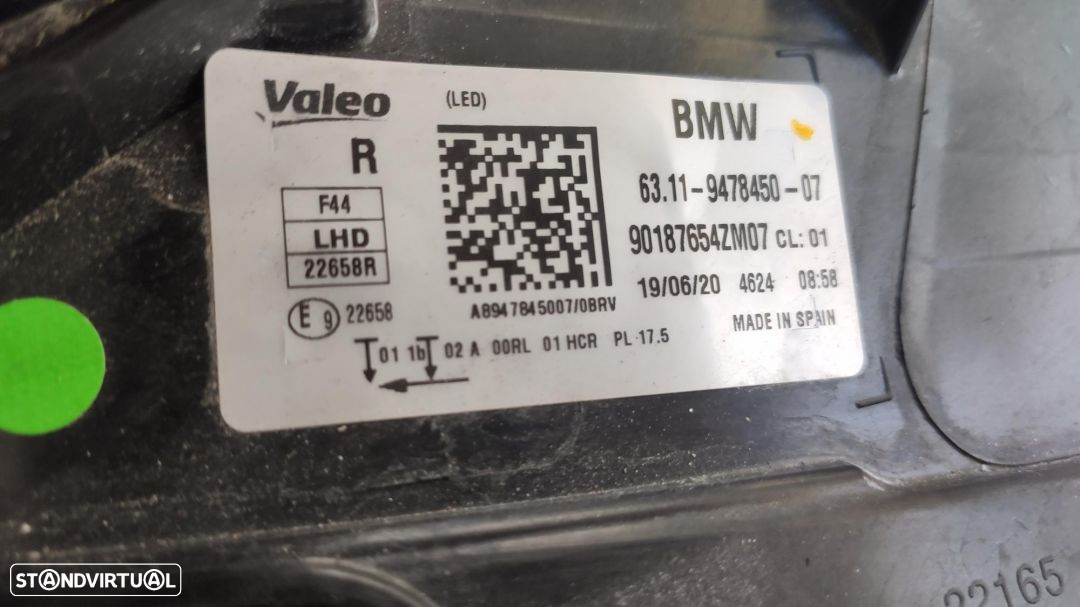 Valeo
(LED)
BMW
R
63.11-9478450-07
F44
LHD
22658R
90187654ZM07 CL: 01
19/06/20 4624 08:58
E 9 22658
A8947845007/0BRV
MADE IN SPAIN
01 1b 02 A 00RL 01 HCR PL 17.5
22165
STANDVIRTUAL